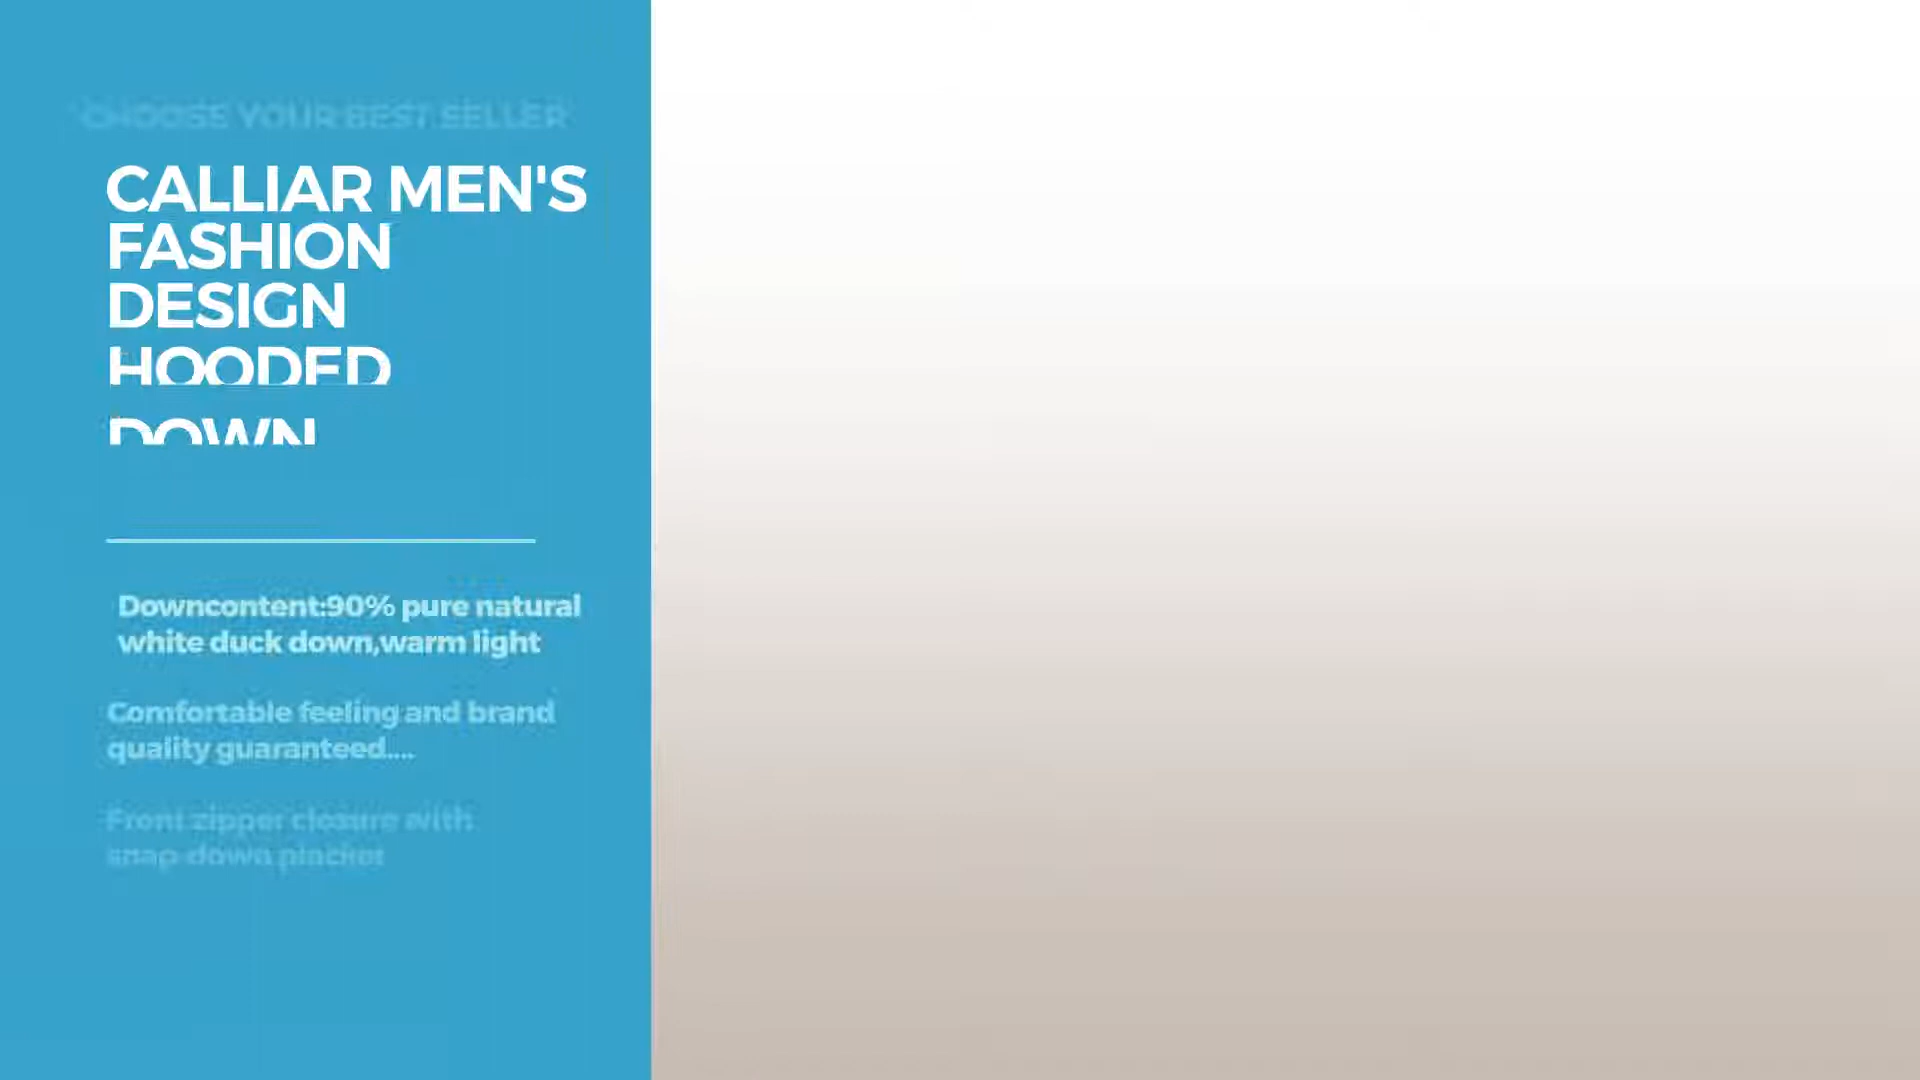 CHOOSE YOUR BEST SELLER
CALLIAR MEN'S
FASHION
DESIGN
HOODED
DOWN
Downcontent:90% pure natural
white duck down,warm light
Comfortable feeling and brand
quality guaranteed....
Front zipper closure with
snap-down placket